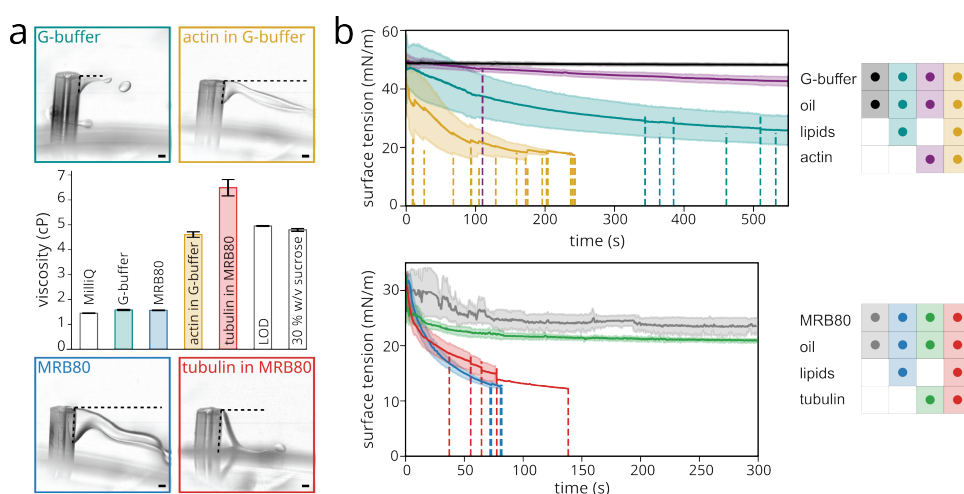 a
G-buffer
actin in G-buffer
viscosity (cP)
7
6
5
4
3
2
1
0
MilliQ
G-buffer
MRB80
actin in G-buffer
tubulin in MRB80
LOD
30 % w/v sucrose
MRB80
tubulin in MRB80
b
surface tension (mN/m)
60
40
20
0
0 100 200 300 400 500
time (s)
G-buffer
oil
lipids
actin
surface tension (mN/m)
30
20
10
0
0 50 100 150 200 250 300
time (s)
MRB80
oil
lipids
tubulin